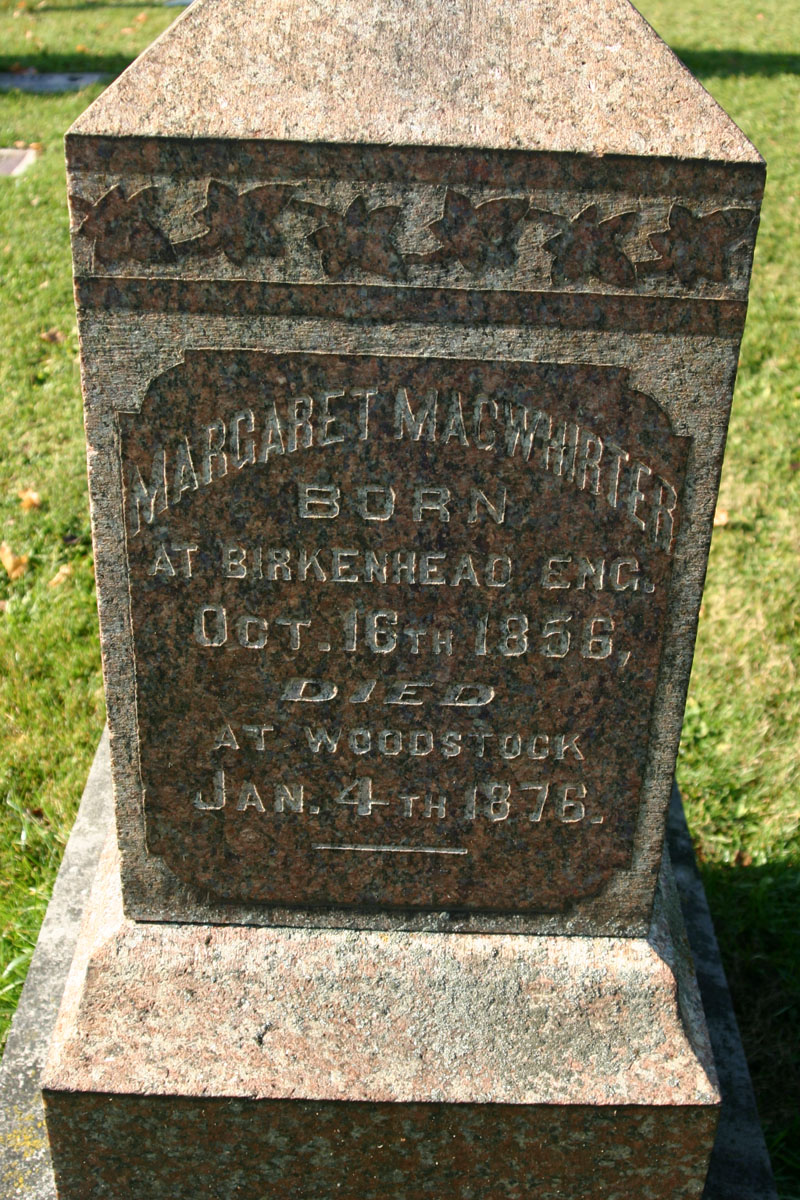 MARGARET MACWHIRTER
BORN
AT BIRKENHEAD ENG.
OCT. 16TH 1856,
DIED
AT WOODSTOCK
JAN. 4TH 1876.